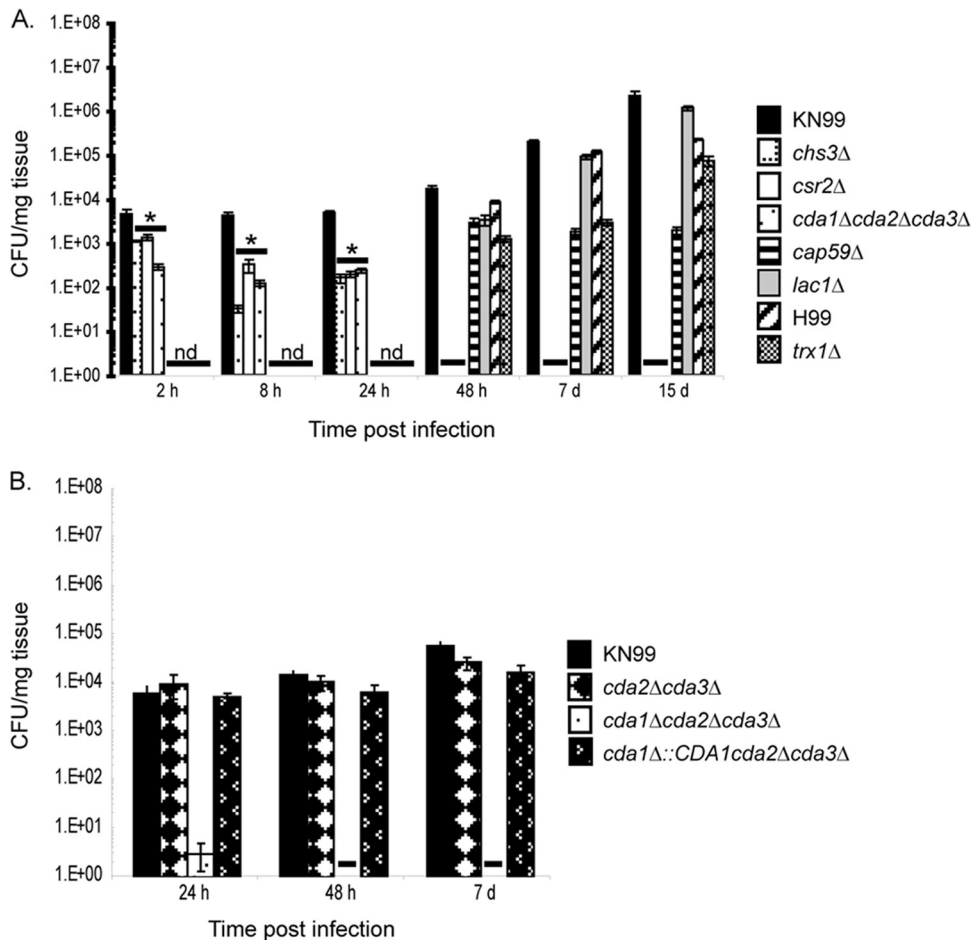 A.
1.E+08
1.E+07
1.E+06
1.E+05
1.E+04
1.E+03
1.E+02
1.E+01
1.E+00
CFU/mg tissue
*
nd
*
nd
*
nd
2 h
8 h
24 h
48 h
7 d
15 d
Time post infection
KN99
chs3Δ
csr2Δ
cda1Δcda2Δcda3Δ
cap59Δ
lac1Δ
H99
trx1Δ
B.
1.E+08
1.E+07
1.E+06
1.E+05
1.E+04
1.E+03
1.E+02
1.E+01
1.E+00
CFU/mg tissue
24 h
48 h
7 d
Time post infection
KN99
cda2Δcda3Δ
cda1Δcda2Δcda3Δ
cda1Δ::CDA1cda2Δcda3Δ